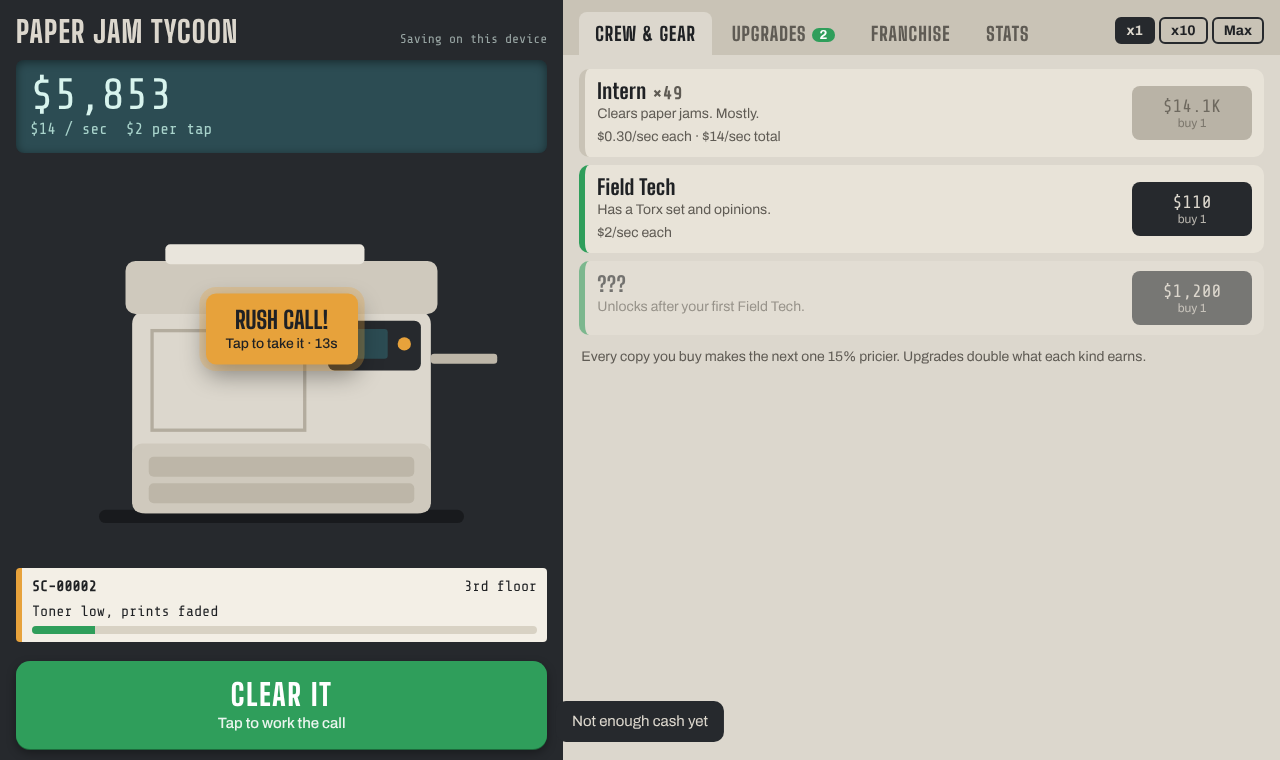 PAPER JAM TYCOON
Saving on this device
$5,853
$14 / sec $2 per tap
RUSH CALL!
Tap to take it · 13s
SC-00002
3rd floor
Toner low, prints faded
CLEAR IT
Tap to work the call
CREW & GEAR
UPGRADES 2
FRANCHISE
STATS
x1
x10
Max
Intern ×49
Clears paper jams. Mostly.
$0.30/sec each · $14/sec total
$14.1K
buy 1
Field Tech
Has a Torx set and opinions.
$2/sec each
$110
buy 1
???
Unlocks after your first Field Tech.
$1,200
buy 1
Every copy you buy makes the next one 15% pricier. Upgrades double what each kind earns.
Not enough cash yet